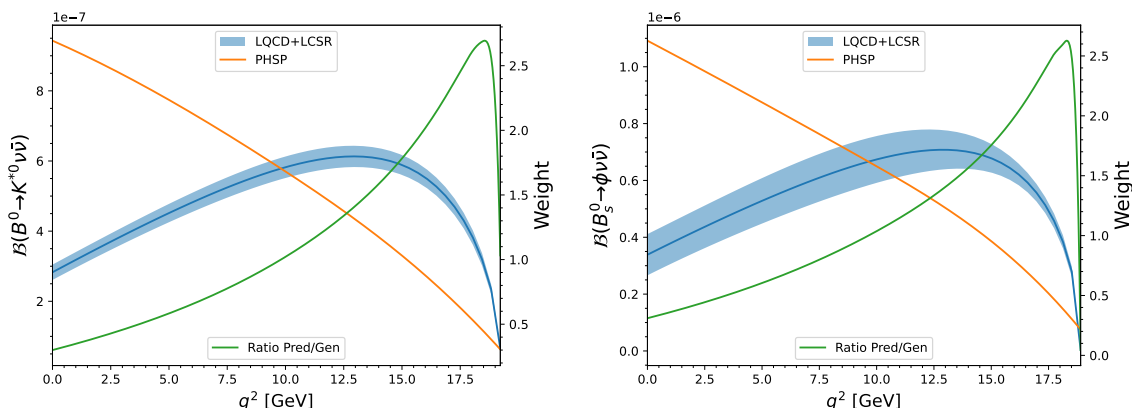 1e−7
LQCD+LCSR
PHSP
Ratio Pred/Gen
ℬ(B⁰→K*⁰νν̄)
8
6
4
2
Weight
2.5
2.0
1.5
1.0
0.5
0.0
2.5
5.0
7.5
10.0
12.5
15.0
17.5
q² [GeV]
1e−6
LQCD+LCSR
PHSP
Ratio Pred/Gen
ℬ(B⁰ₛ→ϕνν̄)
1.0
0.8
0.6
0.4
0.2
0.0
Weight
2.5
2.0
1.5
1.0
0.5
0.0
0.0
2.5
5.0
7.5
10.0
12.5
15.0
17.5
q² [GeV]